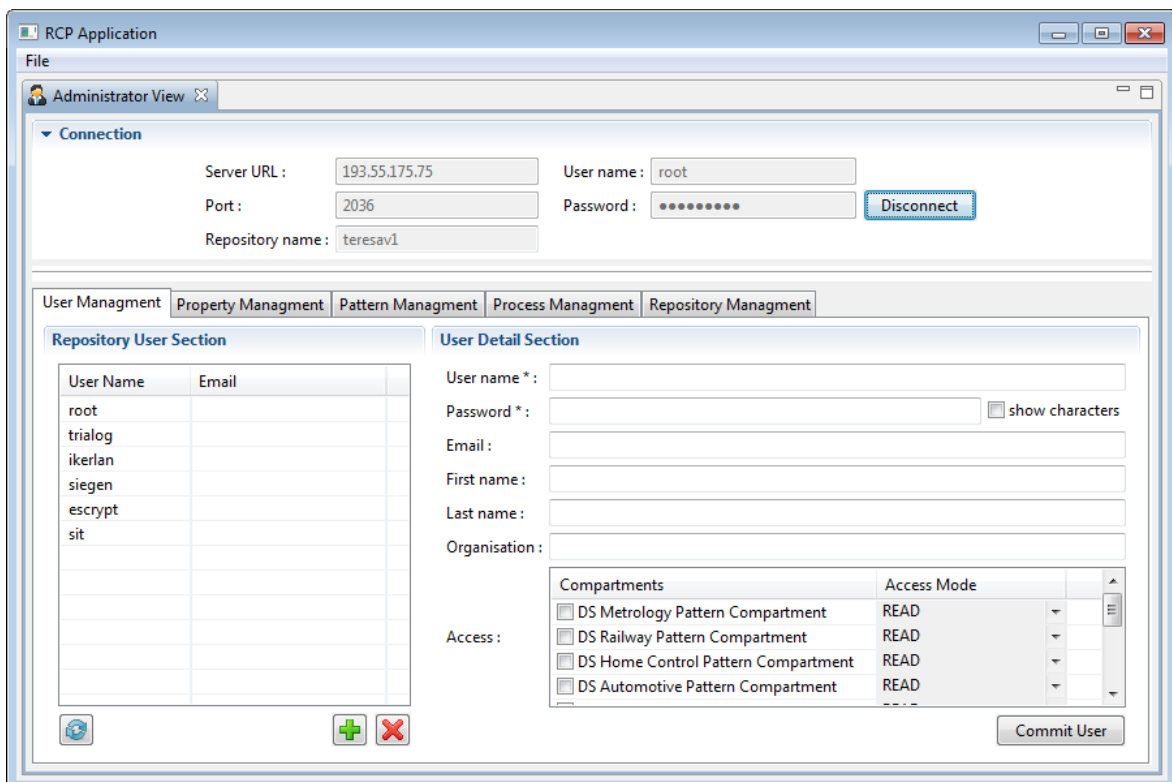 RCP Application
File
Administrator View
Connection
Server URL : 193.55.175.75 User name : root
Port : 2036 Password : ●●●●●●●●● Disconnect
Repository name : teresav1
User Managment Property Managment Pattern Managment Process Managment Repository Managment
Repository User Section
User Name Email
root
trialog
ikerlan
siegen
escrypt
sit
User Detail Section
User name * :
Password * : show characters
Email :
First name :
Last name :
Organisation :
Access :
Compartments Access Mode
DS Metrology Pattern Compartment READ
DS Railway Pattern Compartment READ
DS Home Control Pattern Compartment READ
DS Automotive Pattern Compartment READ
Commit User